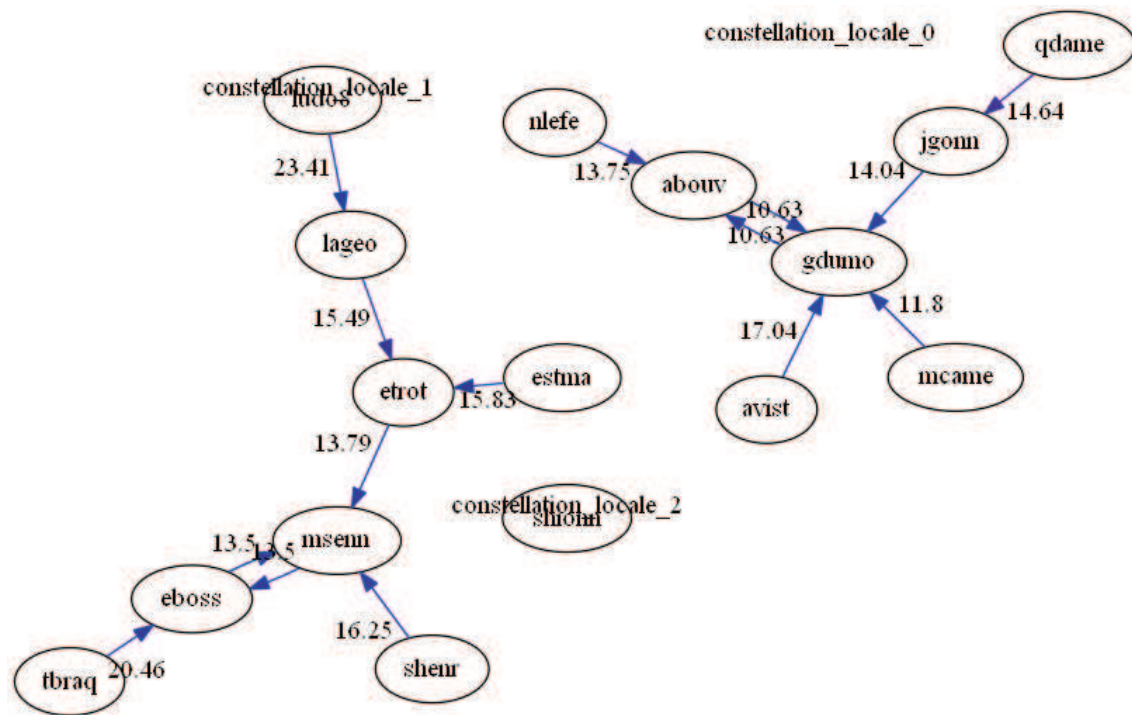 constellation_locale_0
qdame
constellation_locale_1
ludos
nlefe
14.64
jgonn
13.75
abouv
14.04
23.41
10.63
10.63
lageo
gdumo
15.49
17.04
11.8
etrot
estma
15.83
mcame
avist
13.79
constellation_locale_2
msenn
13.5
13.5
eboss
16.25
20.46
shenr
tbraq